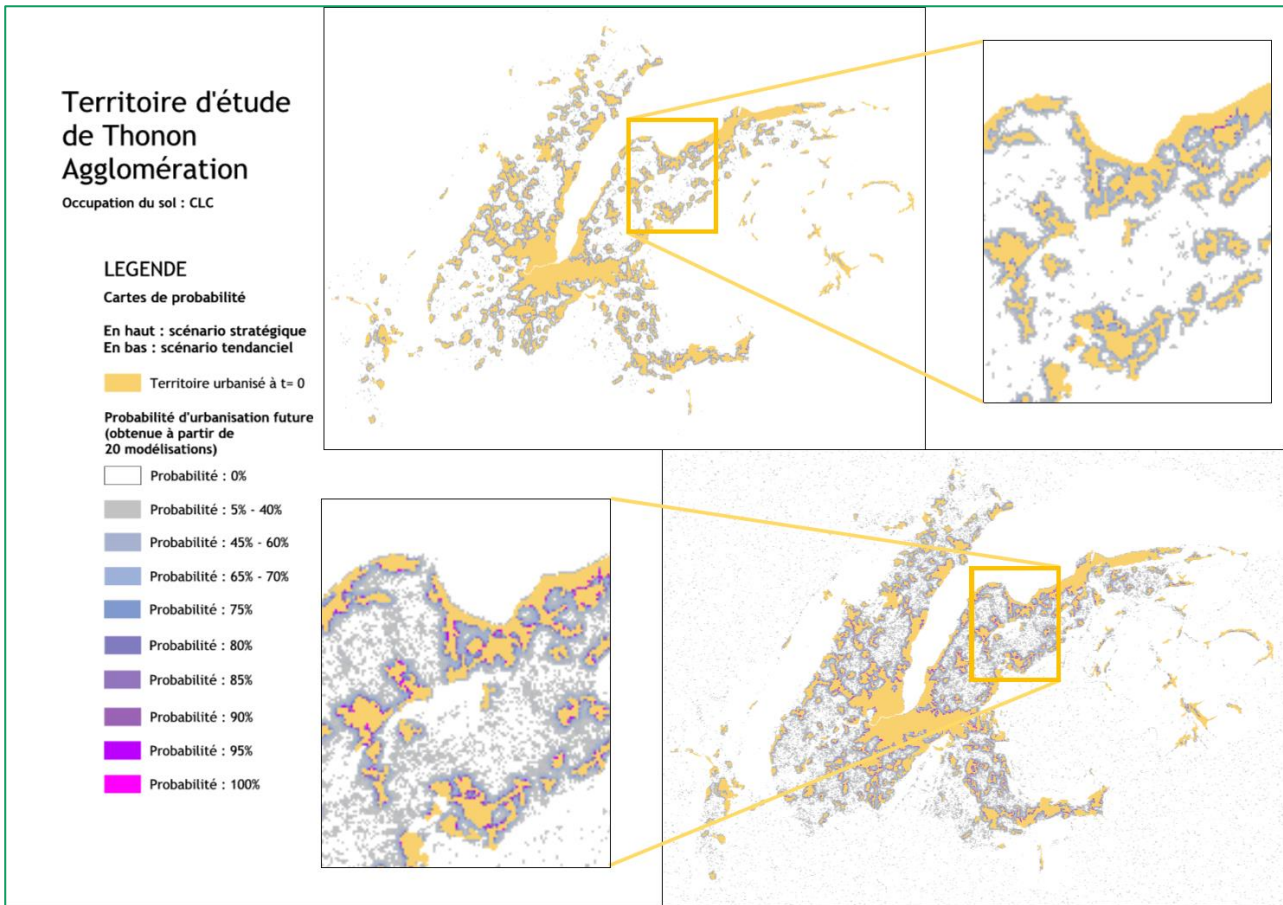 Territoire d'étude
de Thonon
Agglomération
Occupation du sol : CLC
LEGENDE
Cartes de probabilité
En haut : scénario stratégique
En bas : scénario tendanciel
Territoire urbanisé à t= 0
Probabilité d'urbanisation future
(obtenue à partir de
20 modélisations)
Probabilité : 0%
Probabilité : 5% - 40%
Probabilité : 45% - 60%
Probabilité : 65% - 70%
Probabilité : 75%
Probabilité : 80%
Probabilité : 85%
Probabilité : 90%
Probabilité : 95%
Probabilité : 100%